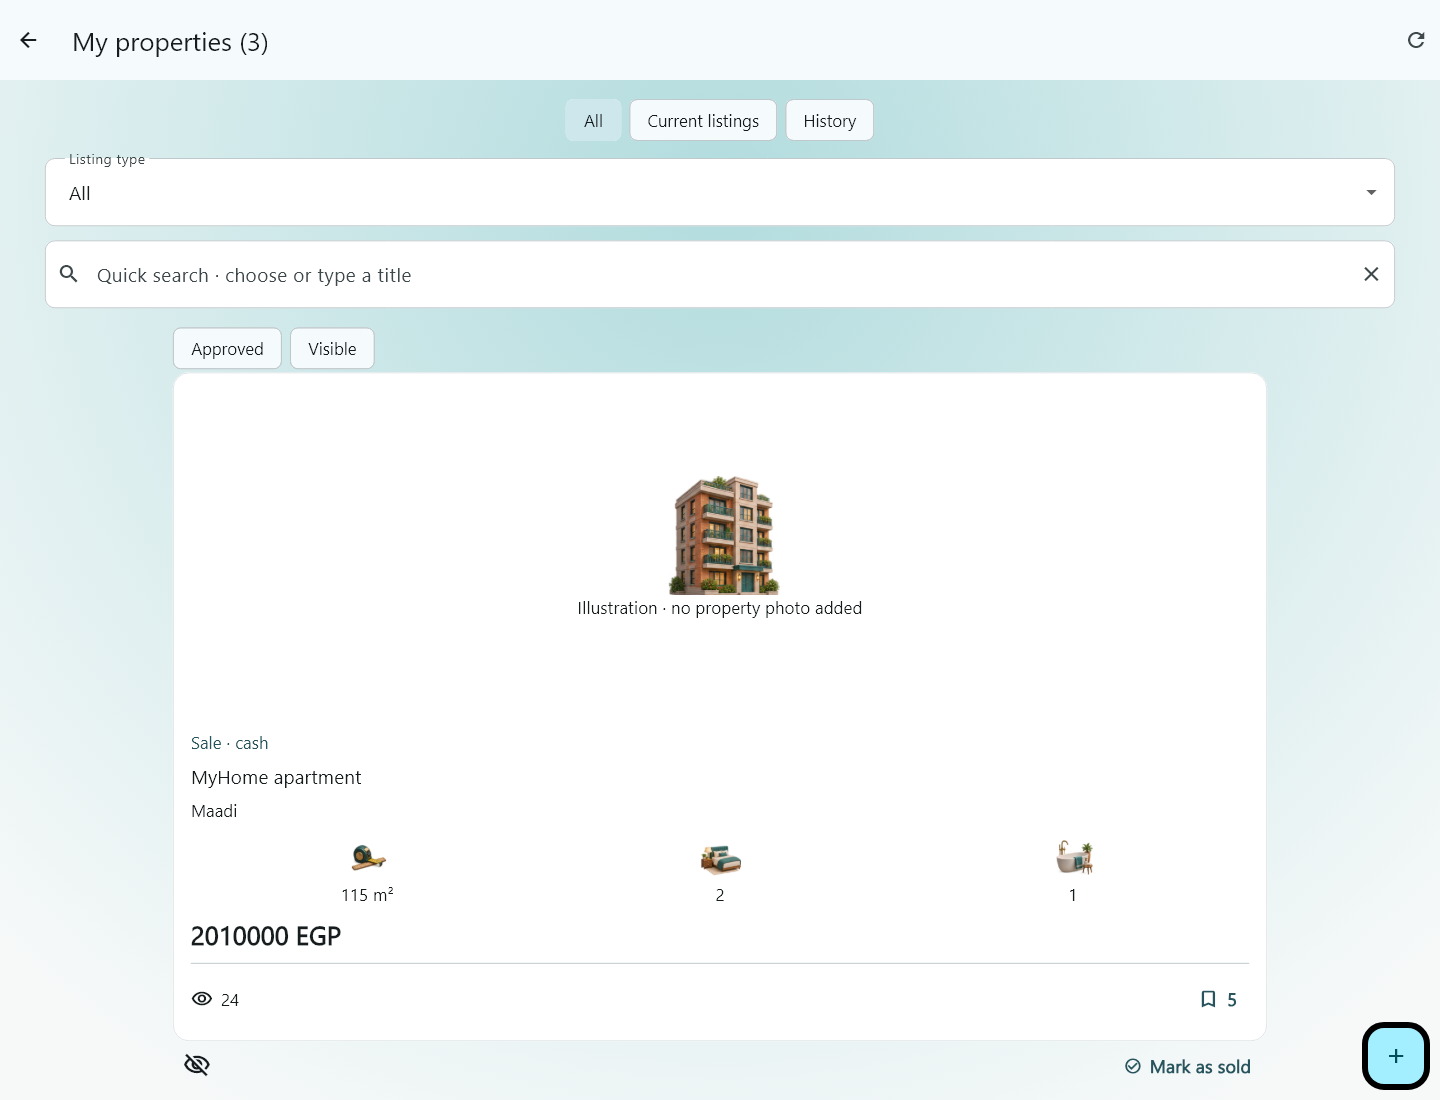 My properties (3)
All
Current listings
History
Listing type
All
Quick search · choose or type a title
Approved
Visible
Illustration · no property photo added
Sale · cash
MyHome apartment
Maadi
115 m²
2
1
2010000 EGP
24
5
Mark as sold